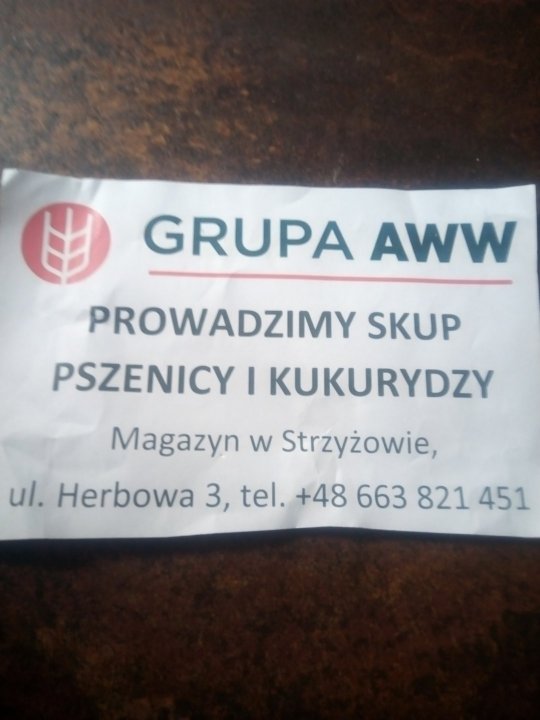 GRUPA AWW
PROWADZIMY SKUP
PSZENICY I KUKURYDZY
Magazyn w Strzyżowie,
ul. Herbowa 3, tel. +48 663 821 451